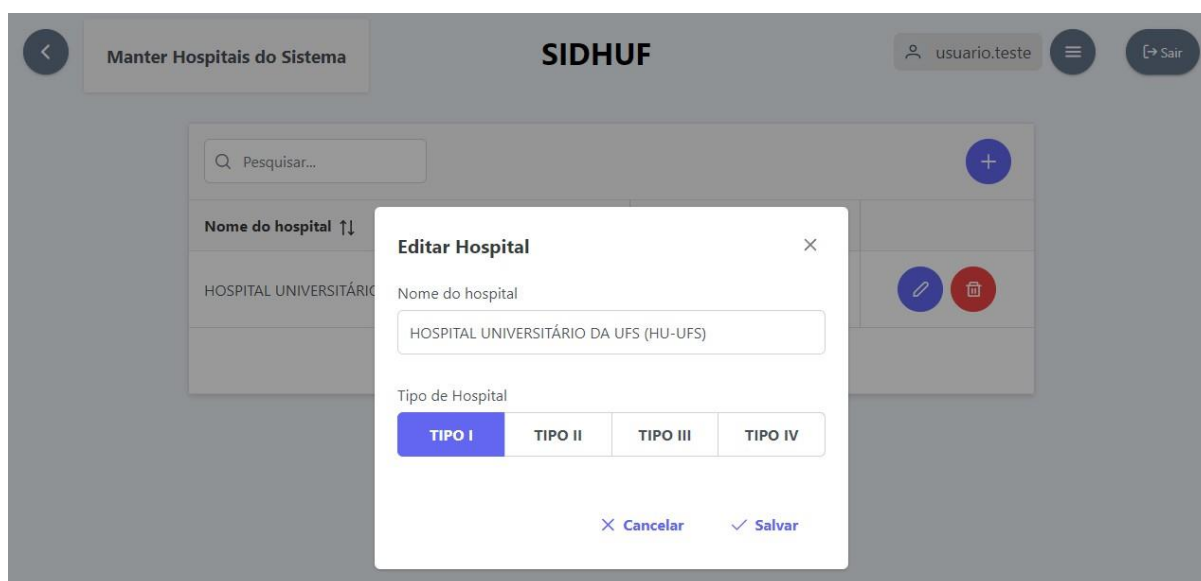 Manter Hospitais do Sistema
SIDHUF
usuario.teste
Sair
Pesquisar...
Nome do hospital
HOSPITAL UNIVERSITÁRIO
Editar Hospital
Nome do hospital
HOSPITAL UNIVERSITÁRIO DA UFS (HU-UFS)
Tipo de Hospital
TIPO I TIPO II TIPO III TIPO IV
Cancelar Salvar